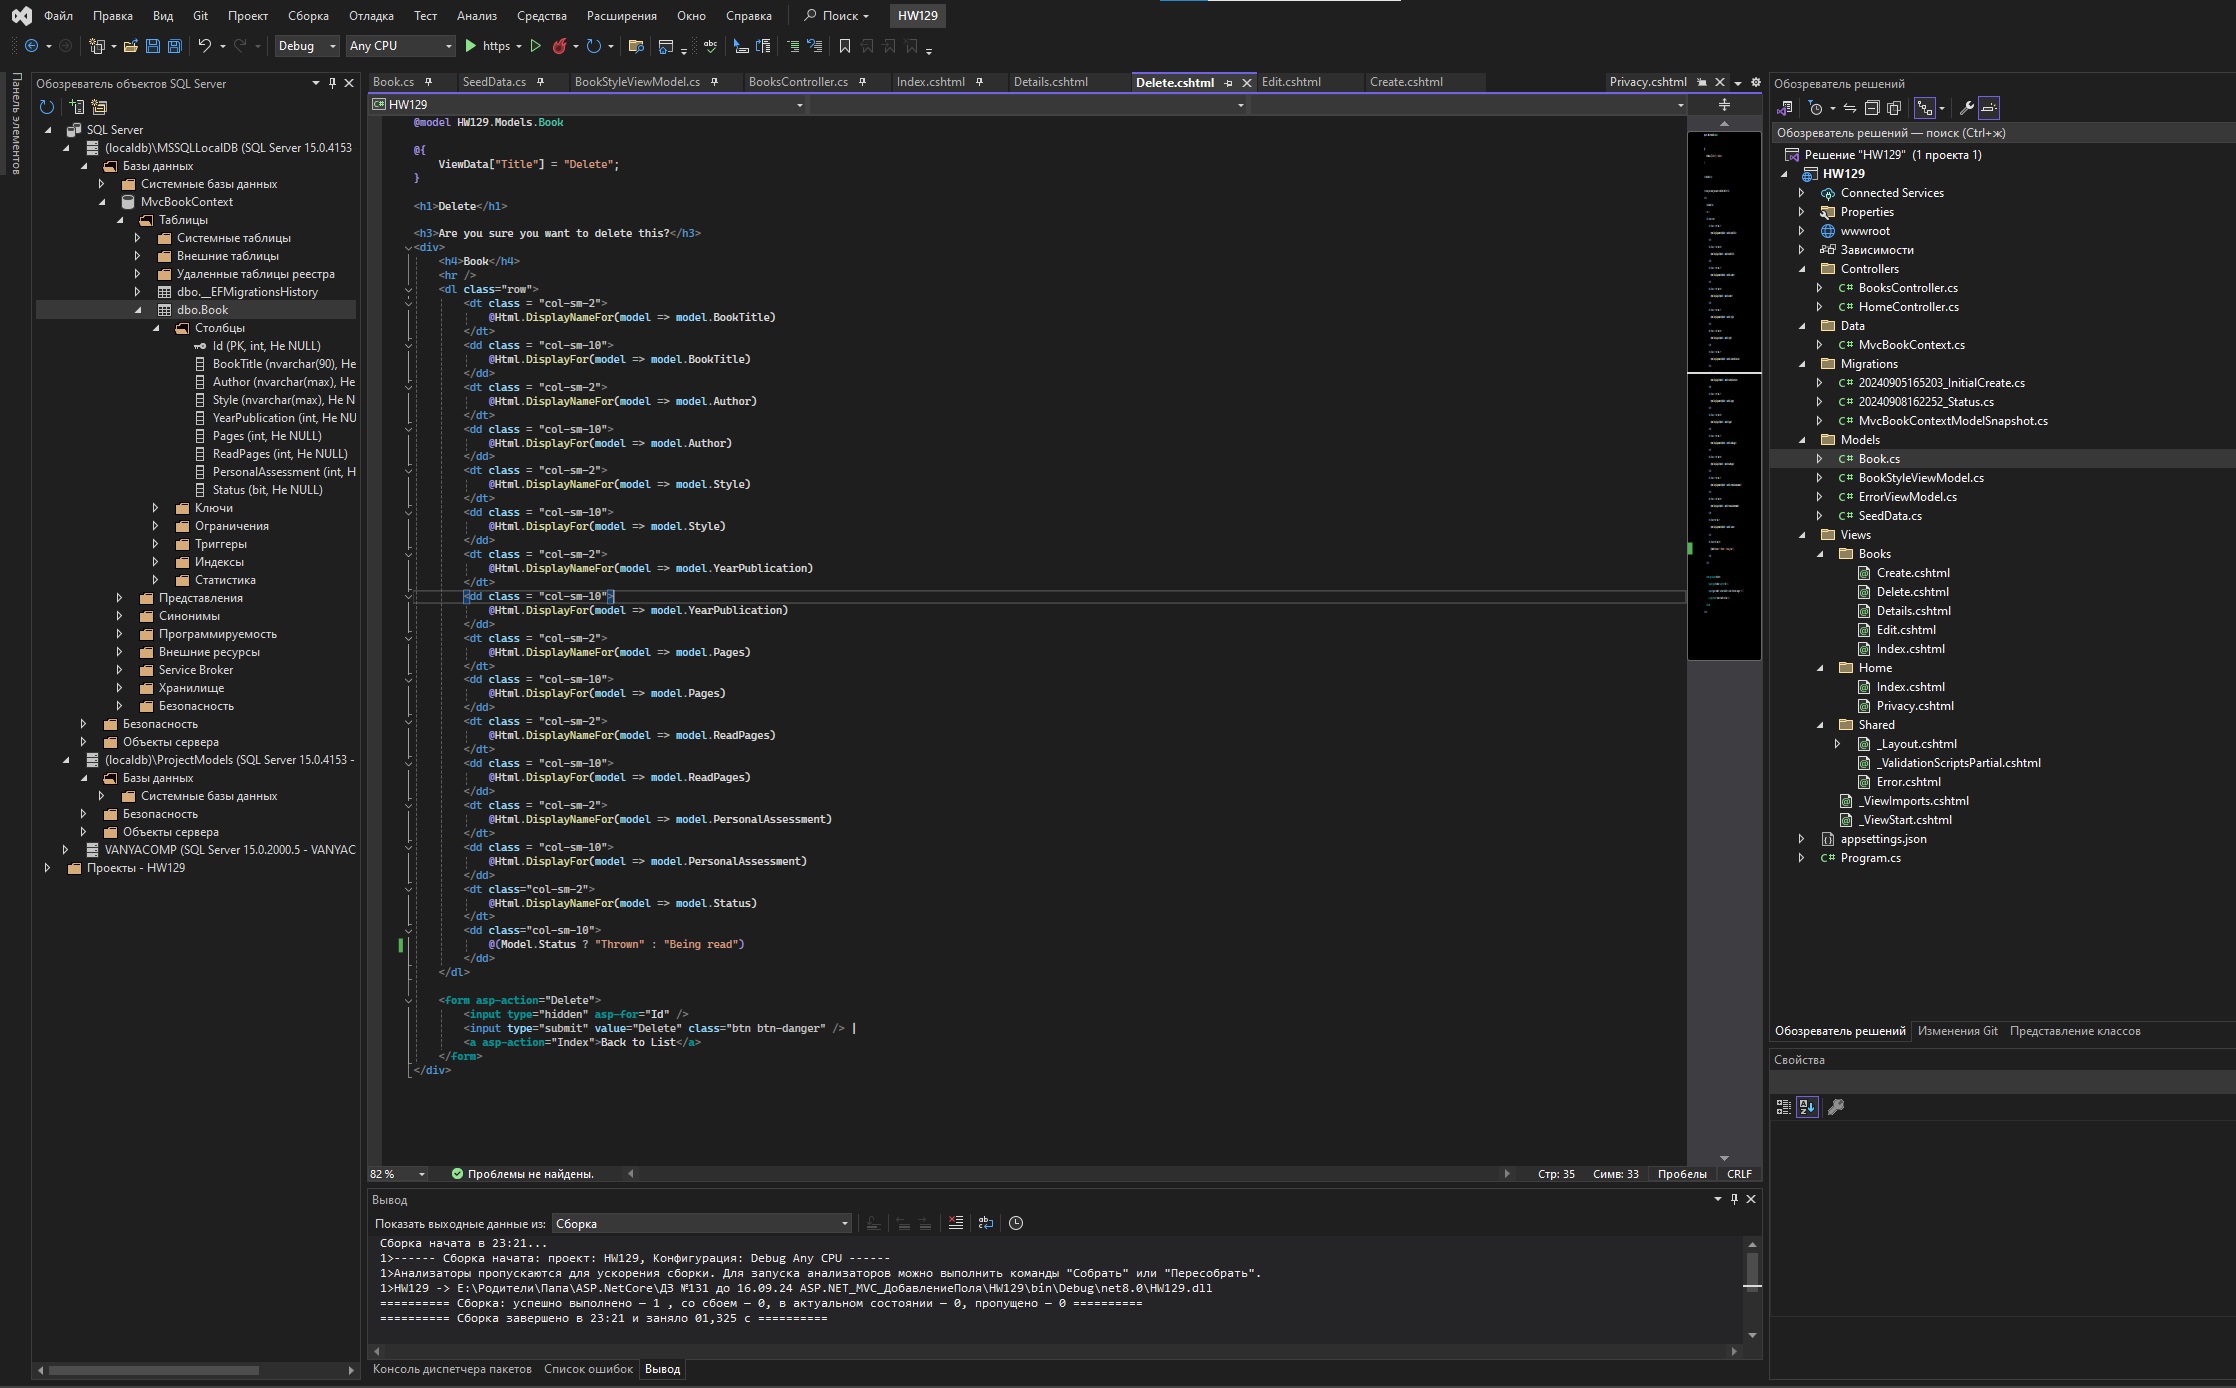 Файл Правка Вид Git Проект Сборка Отладка Тест Анализ Средства Расширения Окно Справка Поиск HW129
Debug Any CPU https
Панель элементов
Обозреватель объектов SQL Server
SQL Server
(localdb)\MSSQLLocalDB (SQL Server 15.0.4153
Базы данных
Системные базы данных
MvcBookContext
Таблицы
Системные таблицы
Внешние таблицы
Удаленные таблицы реестра
dbo.__EFMigrationsHistory
dbo.Book
Столбцы
Id (PK, int, Не NULL)
BookTitle (nvarchar(90), Не
Author (nvarchar(max), Не
Style (nvarchar(max), Не N
YearPublication (int, Не NU
Pages (int, Не NULL)
ReadPages (int, Не NULL)
PersonalAssessment (int, Н
Status (bit, Не NULL)
Ключи
Ограничения
Триггеры
Индексы
Статистика
Представления
Синонимы
Программируемость
Внешние ресурсы
Service Broker
Хранилище
Безопасность
Безопасность
Объекты сервера
(localdb)\ProjectModels (SQL Server 15.0.4153 -
Базы данных
Системные базы данных
Безопасность
Объекты сервера
VANYACOMP (SQL Server 15.0.2000.5 - VANYAC
Проекты - HW129
Book.cs SeedData.cs BookStyleViewModel.cs BooksController.cs Index.cshtml Details.cshtml Delete.cshtml Edit.cshtml Create.cshtml Privacy.cshtml
HW129
@model HW129.Models.Book
@{
ViewData["Title"] = "Delete";
}
<h1>Delete</h1>
<h3>Are you sure you want to delete this?</h3>
<div>
<h4>Book</h4>
<hr />
<dl class="row">
<dt class = "col-sm-2">
@Html.DisplayNameFor(model => model.BookTitle)
</dt>
<dd class = "col-sm-10">
@Html.DisplayFor(model => model.BookTitle)
</dd>
<dt class = "col-sm-2">
@Html.DisplayNameFor(model => model.Author)
</dt>
<dd class = "col-sm-10">
@Html.DisplayFor(model => model.Author)
</dd>
<dt class = "col-sm-2">
@Html.DisplayNameFor(model => model.Style)
</dt>
<dd class = "col-sm-10">
@Html.DisplayFor(model => model.Style)
</dd>
<dt class = "col-sm-2">
@Html.DisplayNameFor(model => model.YearPublication)
</dt>
<dd class = "col-sm-10">
@Html.DisplayFor(model => model.YearPublication)
</dd>
<dt class = "col-sm-2">
@Html.DisplayNameFor(model => model.Pages)
</dt>
<dd class = "col-sm-10">
@Html.DisplayFor(model => model.Pages)
</dd>
<dt class = "col-sm-2">
@Html.DisplayNameFor(model => model.ReadPages)
</dt>
<dd class = "col-sm-10">
@Html.DisplayFor(model => model.ReadPages)
</dd>
<dt class = "col-sm-2">
@Html.DisplayNameFor(model => model.PersonalAssessment)
</dt>
<dd class = "col-sm-10">
@Html.DisplayFor(model => model.PersonalAssessment)
</dd>
<dt class="col-sm-2">
@Html.DisplayNameFor(model => model.Status)
</dt>
<dd class="col-sm-10">
@(Model.Status ? "Thrown" : "Being read")
</dd>
</dl>
<form asp-action="Delete">
<input type="hidden" asp-for="Id" />
<input type="submit" value="Delete" class="btn btn-danger" /> |
<a asp-action="Index">Back to List</a>
</form>
</div>
82 % Проблемы не найдены. Стр: 35 Симв: 33 Пробелы CRLF
Вывод
Показать выходные данные из: Сборка
Сборка начата в 23:21...
1>------ Сборка начата: проект: HW129, Конфигурация: Debug Any CPU ------
1>Анализаторы пропускаются для ускорения сборки. Для запуска анализаторов можно выполнить команды "Собрать" или "Пересобрать".
1>HW129 -> E:\Родители\Папа\ASP.NetCore\ДЗ №131 до 16.09.24 ASP.NET_MVC_ДобавлениеПоля\HW129\bin\Debug\net8.0\HW129.dll
========== Сборка: успешно выполнено – 1 , со сбоем – 0, в актуальном состоянии – 0, пропущено – 0 ==========
========== Сборка завершено в 23:21 и заняло 01,325 с ==========
Консоль диспетчера пакетов Список ошибок Вывод
Обозреватель решений
Обозреватель решений — поиск (Ctrl+ж)
Решение "HW129" (1 проекта 1)
HW129
Connected Services
Properties
wwwroot
Зависимости
Controllers
C# BooksController.cs
C# HomeController.cs
Data
C# MvcBookContext.cs
Migrations
C# 20240905165203_InitialCreate.cs
C# 20240908162252_Status.cs
C# MvcBookContextModelSnapshot.cs
Models
C# Book.cs
C# BookStyleViewModel.cs
C# ErrorViewModel.cs
C# SeedData.cs
Views
Books
Create.cshtml
Delete.cshtml
Details.cshtml
Edit.cshtml
Index.cshtml
Home
Index.cshtml
Privacy.cshtml
Shared
_Layout.cshtml
_ValidationScriptsPartial.cshtml
Error.cshtml
_ViewImports.cshtml
_ViewStart.cshtml
appsettings.json
C# Program.cs
Обозреватель решений Изменения Git Представление классов
Свойства